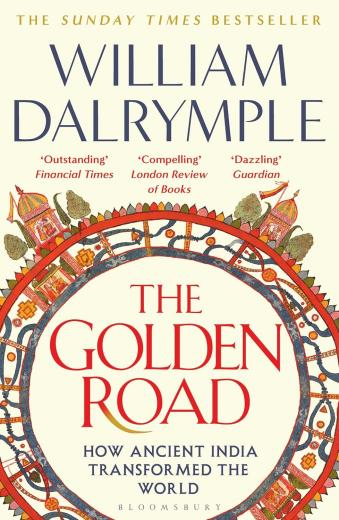 THE SUNDAY TIMES BESTSELLER
WILLIAM
DALRYMPLE
‘Outstanding’
Financial Times
‘Compelling’
London Review
of Books
‘Dazzling’
Guardian
THE
GOLDEN
ROAD
HOW ANCIENT INDIA
TRANSFORMED THE
WORLD
BLOOMSBURY